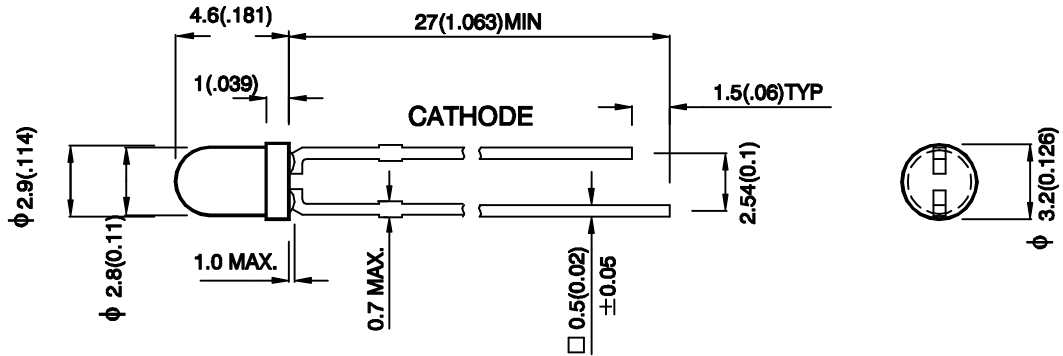 4.6(.181)
27(1.063)MIN
1(.039)
1.5(.06)TYP
CATHODE
ϕ2.9(.114)
ϕ 2.8(0.11)
1.0 MAX.
0.7 MAX.
□ 0.5(0.02)
±0.05
2.54(0.1)
ϕ 3.2(0.126)